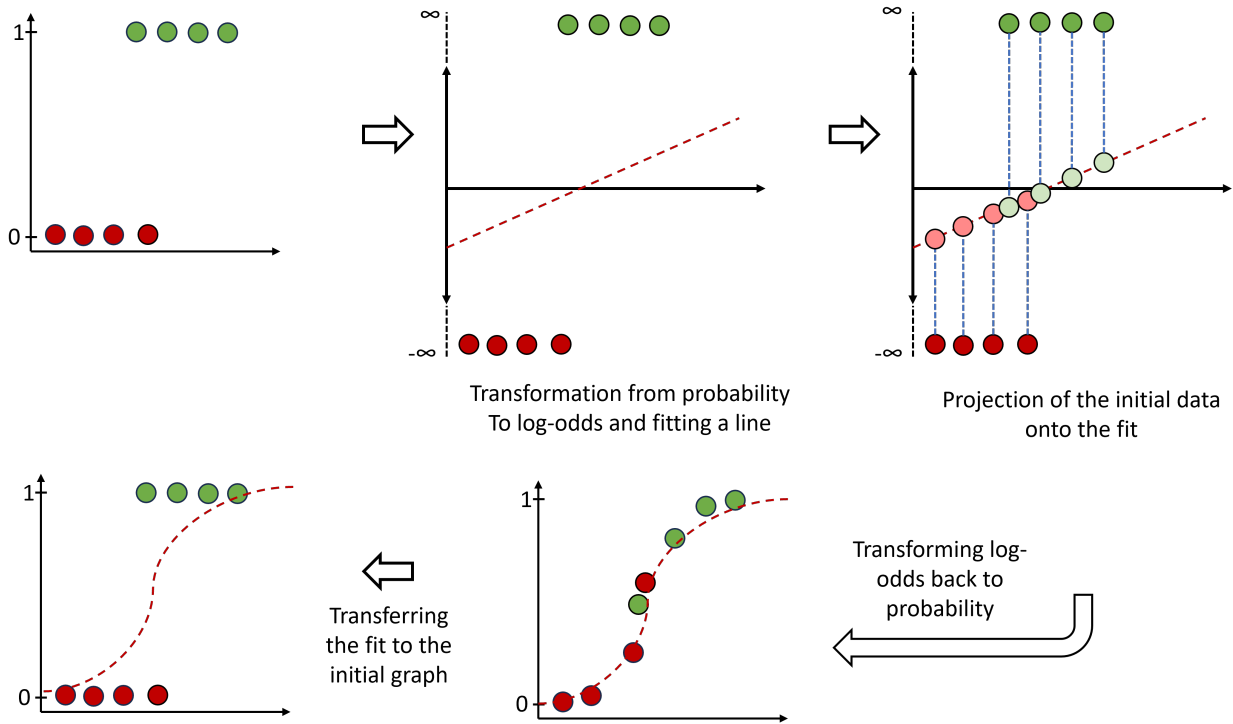 1
0
∞
-∞
Transformation from probability
To log-odds and fitting a line
∞
-∞
Projection of the initial data
onto the fit
1
0
Transferring
the fit to the
initial graph
1
0
Transforming log-
odds back to
probability